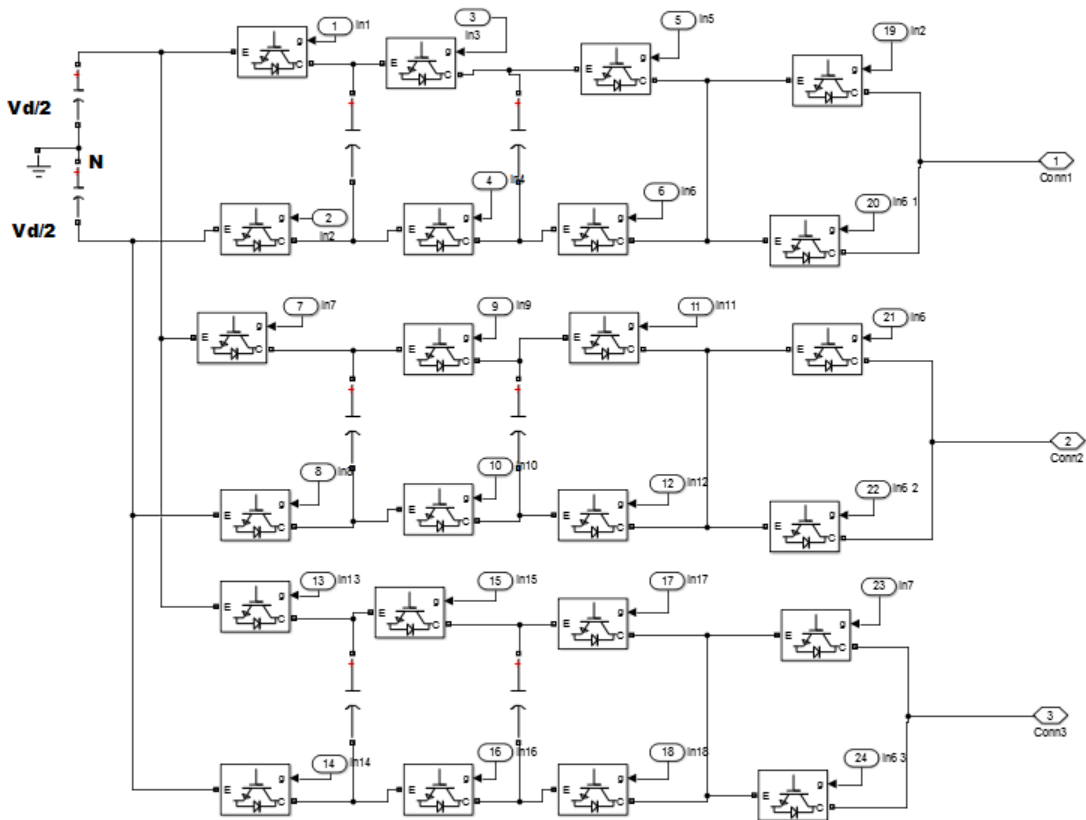 1 In1
3
In3
5 In5
19 In2
E g C
E g C
E g C
E g C
+
+
+
Vd/2
N
+
Vd/2
1
Conn1
2
In2
4 In4
6 In6
20 In6 1
E g C
E g C
E g C
E g C
7 In7
9 In9
11 In11
21 In6
E g C
E g C
E g C
E g C
+
+
2
Conn2
8 In8
10 In10
12 In12
22 In6 2
E g C
E g C
E g C
E g C
13 In13
15 In15
17 In17
23 In7
E g C
E g C
E g C
E g C
+
+
3
Conn3
14 In14
16 In16
18 In18
24 In6 3
E g C
E g C
E g C
E g C